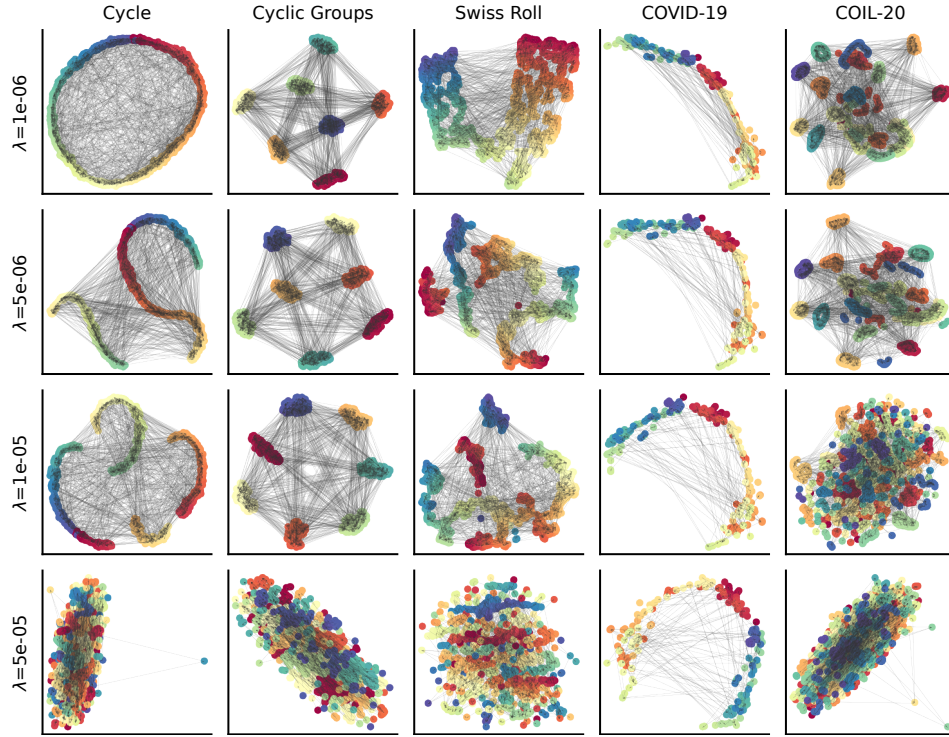 Cycle Cyclic Groups Swiss Roll COVID-19 COIL-20
λ=1e-06
λ=5e-06
λ=1e-05
λ=5e-05